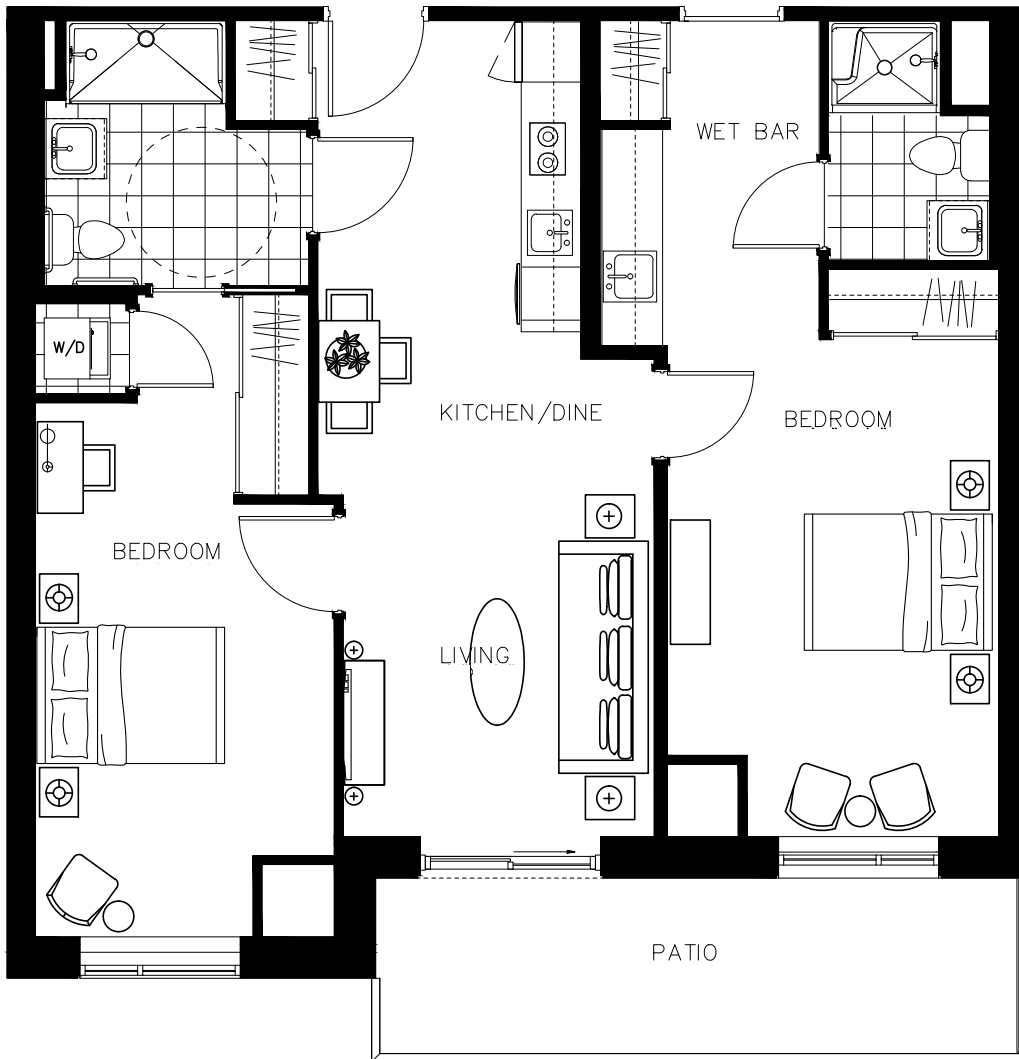 WET BAR
W/D
KITCHEN/DINE
BEDROOM
BEDROOM
LIVING
PATIO